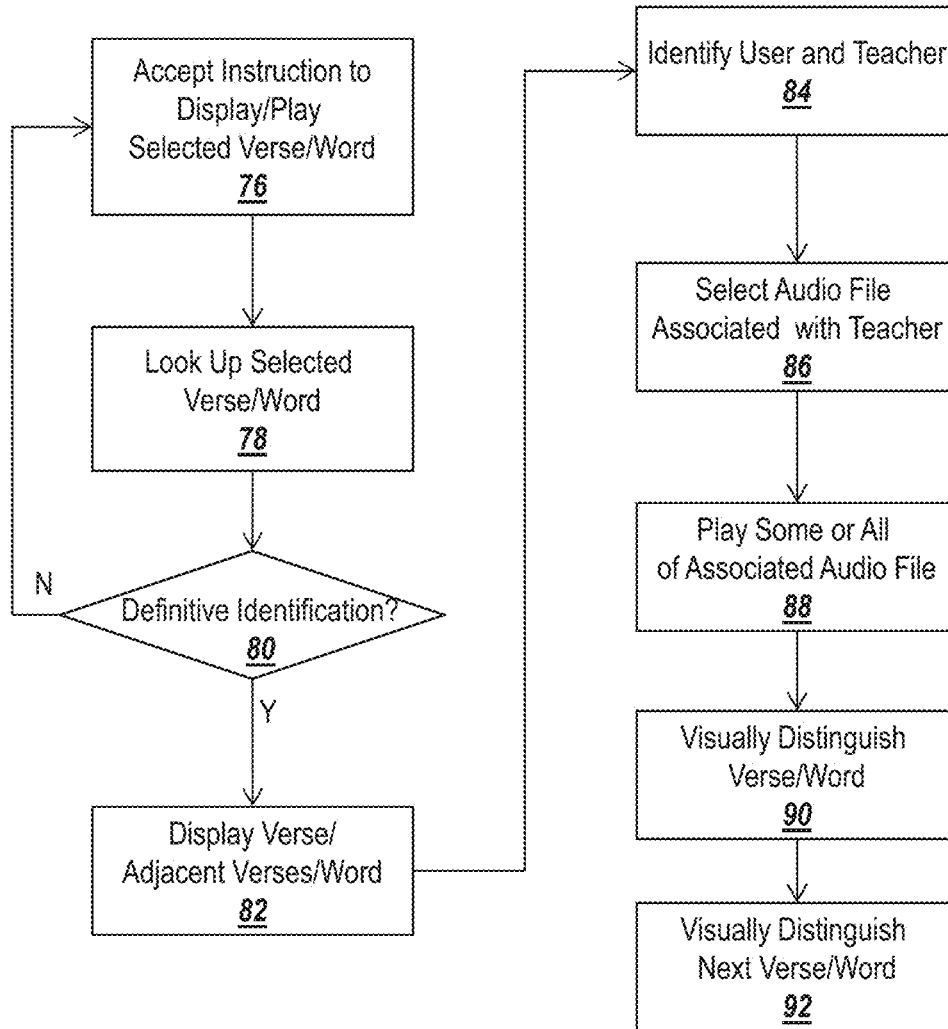 Accept Instruction to
Display/Play
Selected Verse/Word
76
Look Up Selected
Verse/Word
78
N
Definitive Identification?
80
Y
Display Verse/
Adjacent Verses/Word
82
Identify User and Teacher
84
Select Audio File
Associated with Teacher
86
Play Some or All
of Associated Audio File
88
Visually Distinguish
Verse/Word
90
Visually Distinguish
Next Verse/Word
92